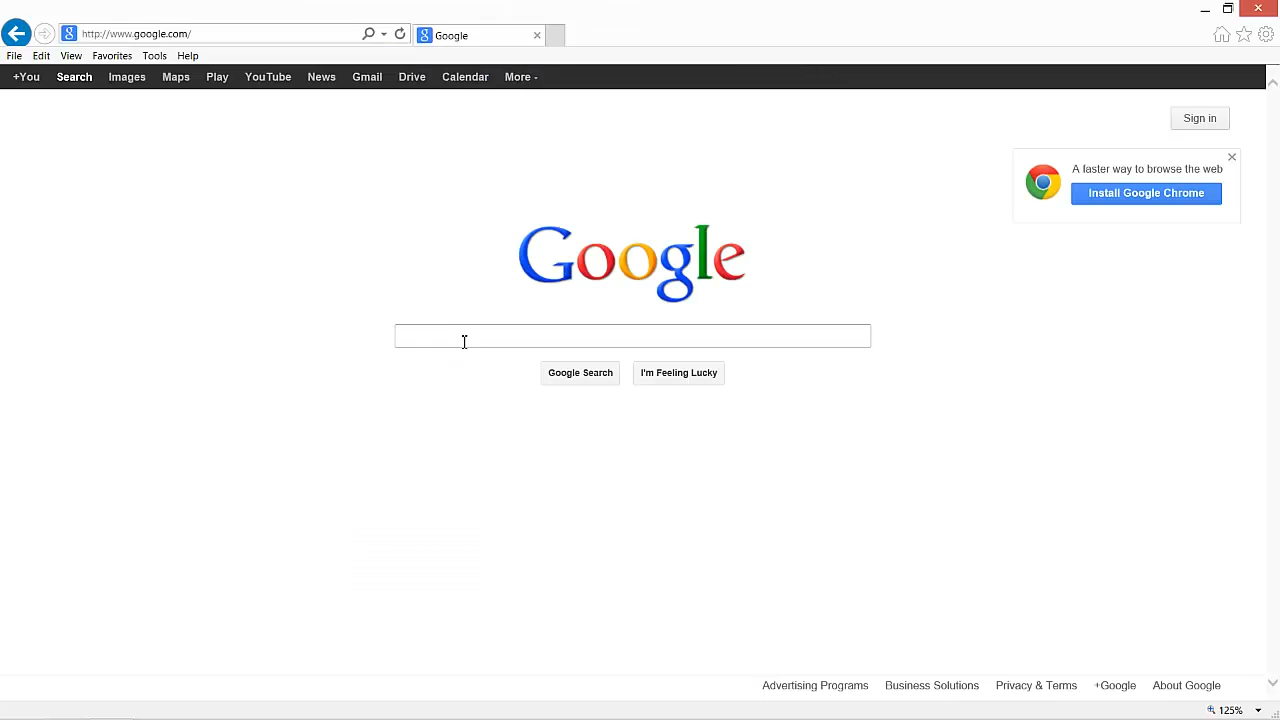 http://www.google.com/
Google
File Edit View Favorites Tools Help
+You Search Images Maps Play YouTube News Gmail Drive Calendar More
Sign in
A faster way to browse the web
Install Google Chrome
Google
Google Search I'm Feeling Lucky
Advertising Programs Business Solutions Privacy & Terms +Google About Google
125%